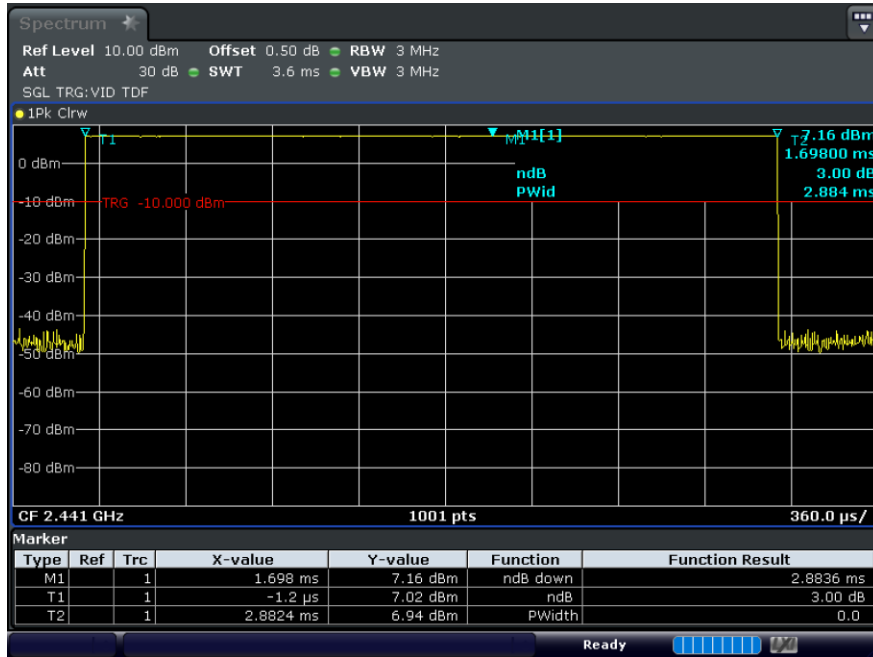 Spectrum
Ref Level 10.00 dBm Offset 0.50 dB RBW 3 MHz
Att 30 dB SWT 3.6 ms VBW 3 MHz
SGL TRG:VID TDF
1Pk Clrw
T1 M1 M1[1] T2 7.16 dBm
1.69800 ms
0 dBm
ndB 3.00 dB
PWid 2.884 ms
-10 dBm TRG -10.000 dBm
-20 dBm
-30 dBm
-40 dBm
-50 dBm
-60 dBm
-70 dBm
-80 dBm
CF 2.441 GHz 1001 pts 360.0 µs/
Marker
Type Ref Trc X-value Y-value Function Function Result
M1 1 1.698 ms 7.16 dBm ndB down 2.8836 ms
T1 1 -1.2 µs 7.02 dBm ndB 3.00 dB
T2 1 2.8824 ms 6.94 dBm PWidth 0.0
Ready